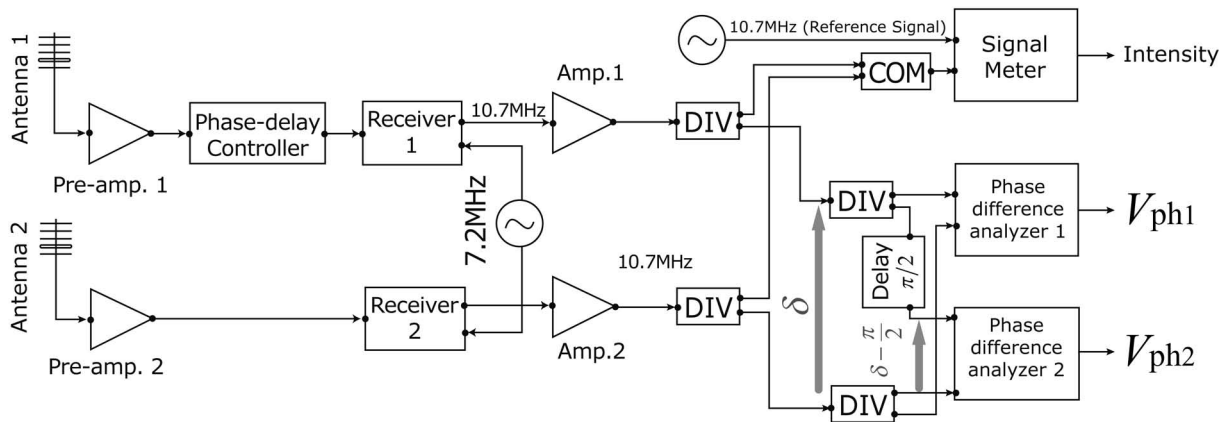 Antenna 1
Pre-amp. 1
Phase-delay
Controller
Receiver
1
10.7MHz
Amp.1
DIV
10.7MHz (Reference Signal)
COM
Signal
Meter
Intensity
7.2MHz
DIV
Phase
difference
analyzer 1
Vph1
Delay
π/2
Antenna 2
Pre-amp. 2
Receiver
2
Amp.2
10.7MHz
DIV
δ
δ−π/2
DIV
Phase
difference
analyzer 2
Vph2